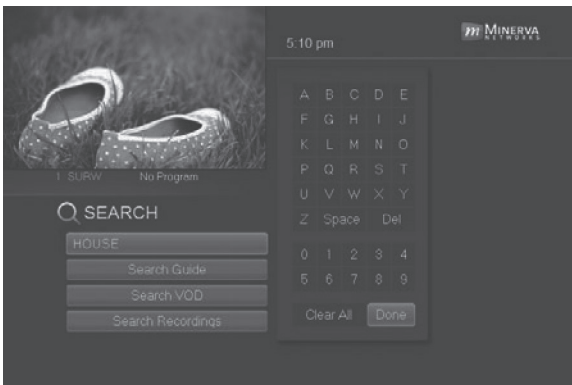 5:10 pm
m MINERVA
NETWORKS
1 SURW No Program
SEARCH
HOUSE
Search Guide
Search VOD
Search Recordings
A B C D E
F G H I J
K L M N O
P Q R S T
U V W X Y
Z Space Del
0 1 2 3 4
5 6 7 8 9
Clear All Done